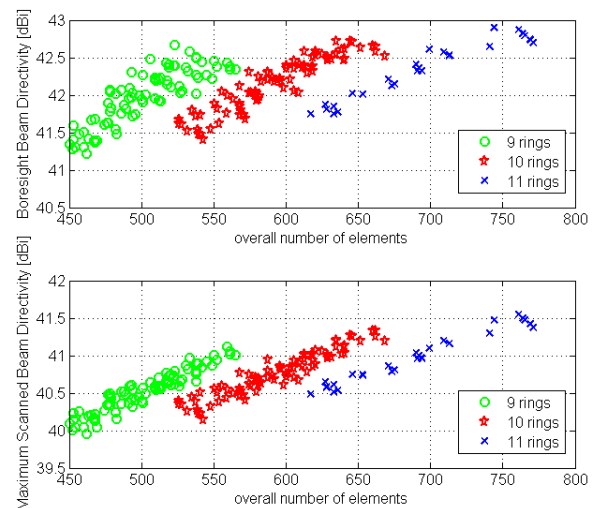 Boresight Beam Directivity [dBi]
43
42.5
42
41.5
41
40.5
450 500 550 600 650 700 750 800
overall number of elements
9 rings
10 rings
11 rings
Maximum Scanned Beam Directivity [dBi]
42
41.5
41
40.5
40
39.5
450 500 550 600 650 700 750 800
overall number of elements
9 rings
10 rings
11 rings